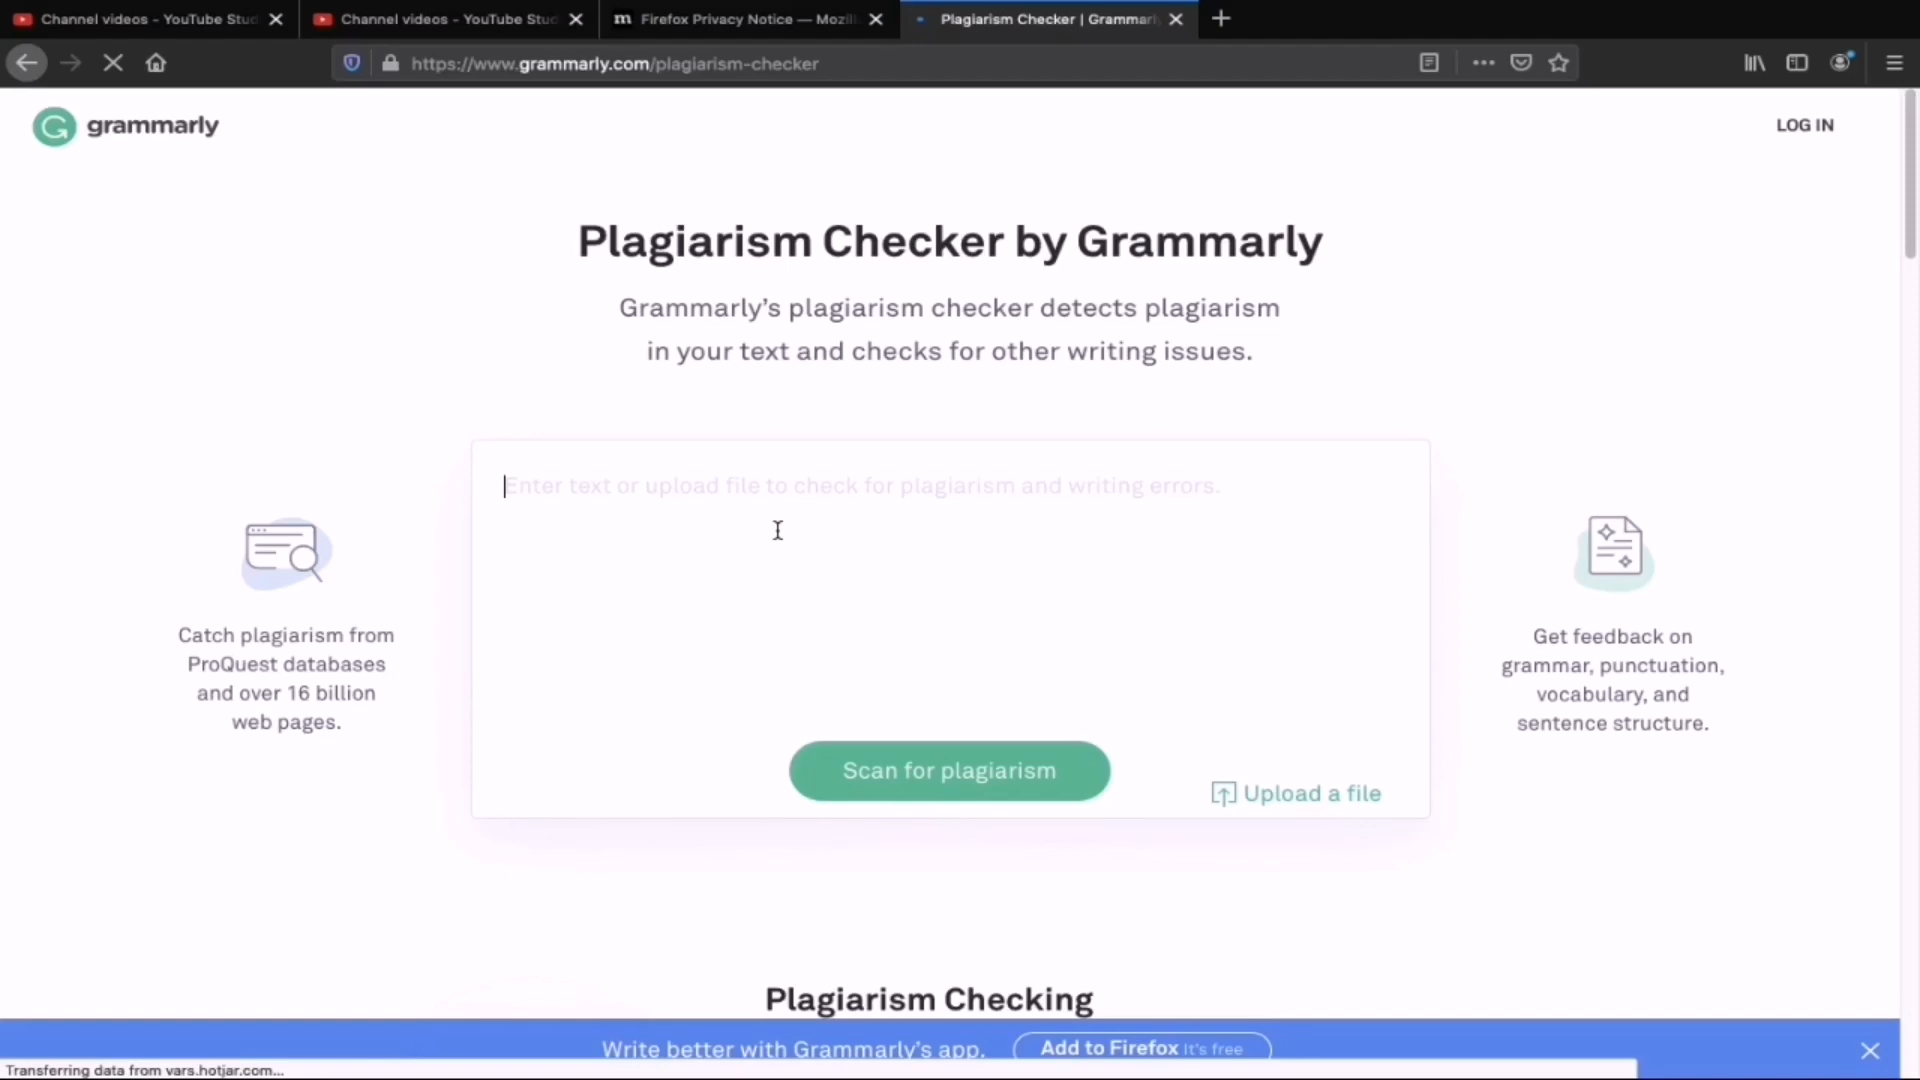 Channel videos - YouTube Stud
Channel videos - YouTube Stud
m Firefox Privacy Notice — Mozil
Plagiarism Checker | Grammarl
https://www.grammarly.com/plagiarism-checker
grammarly
LOG IN
Plagiarism Checker by Grammarly
Grammarly's plagiarism checker detects plagiarism
in your text and checks for other writing issues.
Enter text or upload file to check for plagiarism and writing errors.
Catch plagiarism from
ProQuest databases
and over 16 billion
web pages.
Get feedback on
grammar, punctuation,
vocabulary, and
sentence structure.
Scan for plagiarism
Upload a file
Plagiarism Checking
Write better with Grammarly's app.
Add to Firefox It's free
Transferring data from vars.hotjar.com...